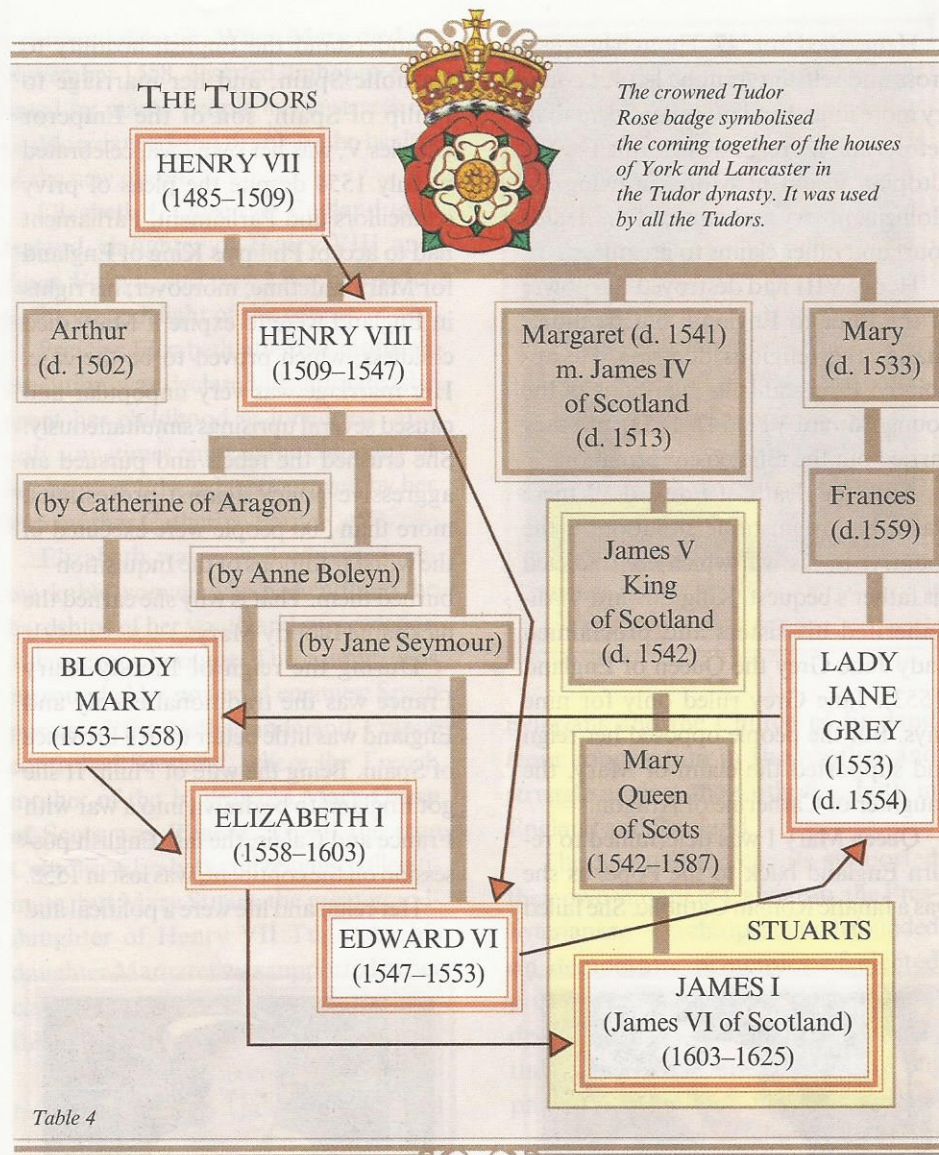 THE TUDORS
The crowned Tudor
Rose badge symbolised
the coming together of the houses
of York and Lancaster in
the Tudor dynasty. It was used
by all the Tudors.
HENRY VII
(1485–1509)
Arthur
(d. 1502)
HENRY VIII
(1509–1547)
Margaret (d. 1541)
m. James IV
of Scotland
(d. 1513)
Mary
(d. 1533)
(by Catherine of Aragon)
(by Anne Boleyn)
(by Jane Seymour)
James V
King
of Scotland
(d. 1542)
Frances
(d.1559)
BLOODY
MARY
(1553–1558)
LADY
JANE
GREY
(1553)
(d. 1554)
ELIZABETH I
(1558–1603)
Mary
Queen
of Scots
(1542–1587)
EDWARD VI
(1547–1553)
STUARTS
JAMES I
(James VI of Scotland)
(1603–1625)
Table 4